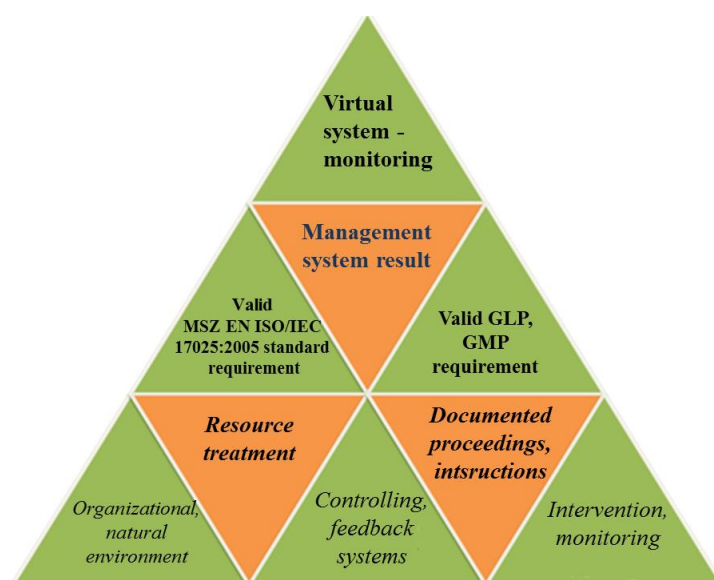 Virtual
system -
monitoring
Management
system result
Valid
MSZ EN ISO/IEC
17025:2005 standard
requirement
Valid GLP,
GMP
requirement
Resource
treatment
Documented
proceedings,
intsructions
Organizational,
natural
environment
Controlling,
feedback
systems
Intervention,
monitoring